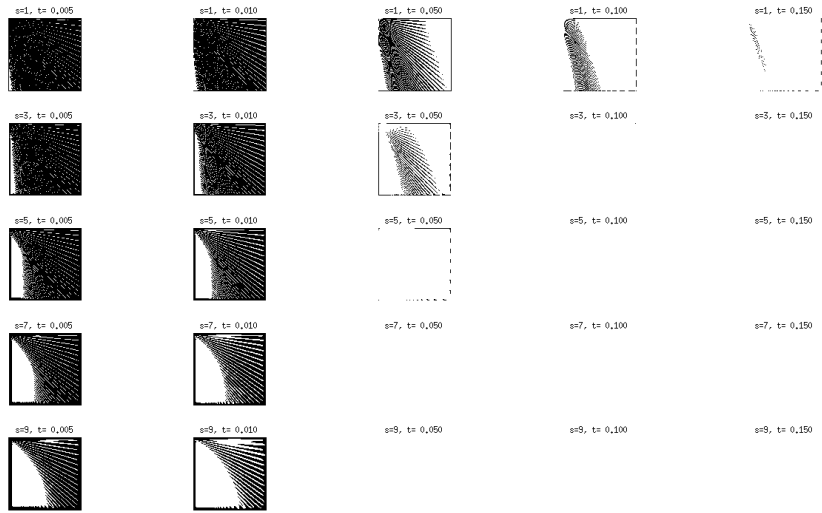 s=1, t= 0.005
s=1, t= 0.010
s=1, t= 0.050
s=1, t= 0.100
s=1, t= 0.150
s=3, t= 0.005
s=3, t= 0.010
s=3, t= 0.050
s=3, t= 0.100
s=3, t= 0.150
s=5, t= 0.005
s=5, t= 0.010
s=5, t= 0.050
s=5, t= 0.100
s=5, t= 0.150
s=7, t= 0.005
s=7, t= 0.010
s=7, t= 0.050
s=7, t= 0.100
s=7, t= 0.150
s=9, t= 0.005
s=9, t= 0.010
s=9, t= 0.050
s=9, t= 0.100
s=9, t= 0.150